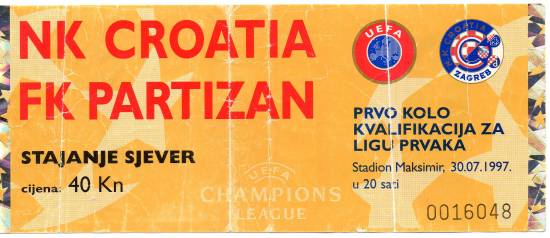 NK CROATIA
FK PARTIZAN
STAJANJE SJEVER
cijena: 40 Kn
UEFA
CHAMPIONS
LEAGUE
UEFA
N.K. CROATIA
ZAGREB
PRVO KOLO
KVALIFIKACIJA ZA
LIGU PRVAKA
Stadion Maksimir, 30.07.1997.
u 20 sati
0016048